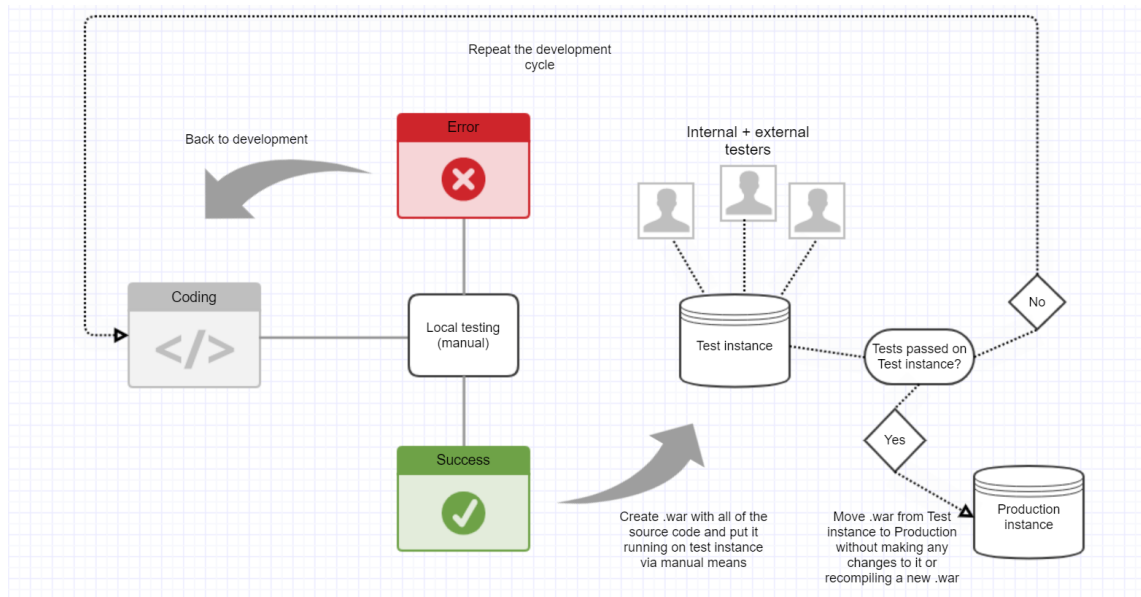 Repeat the development
cycle
Back to development
Error
Internal + external
testers
Coding
</>
Local testing
(manual)
Test instance
Tests passed on
Test instance?
No
Yes
Success
Create .war with all of the
source code and put it
running on test instance
via manual means
Move .war from Test
instance to Production
without making any
changes to it or
recompiling a new .war
Production
instance